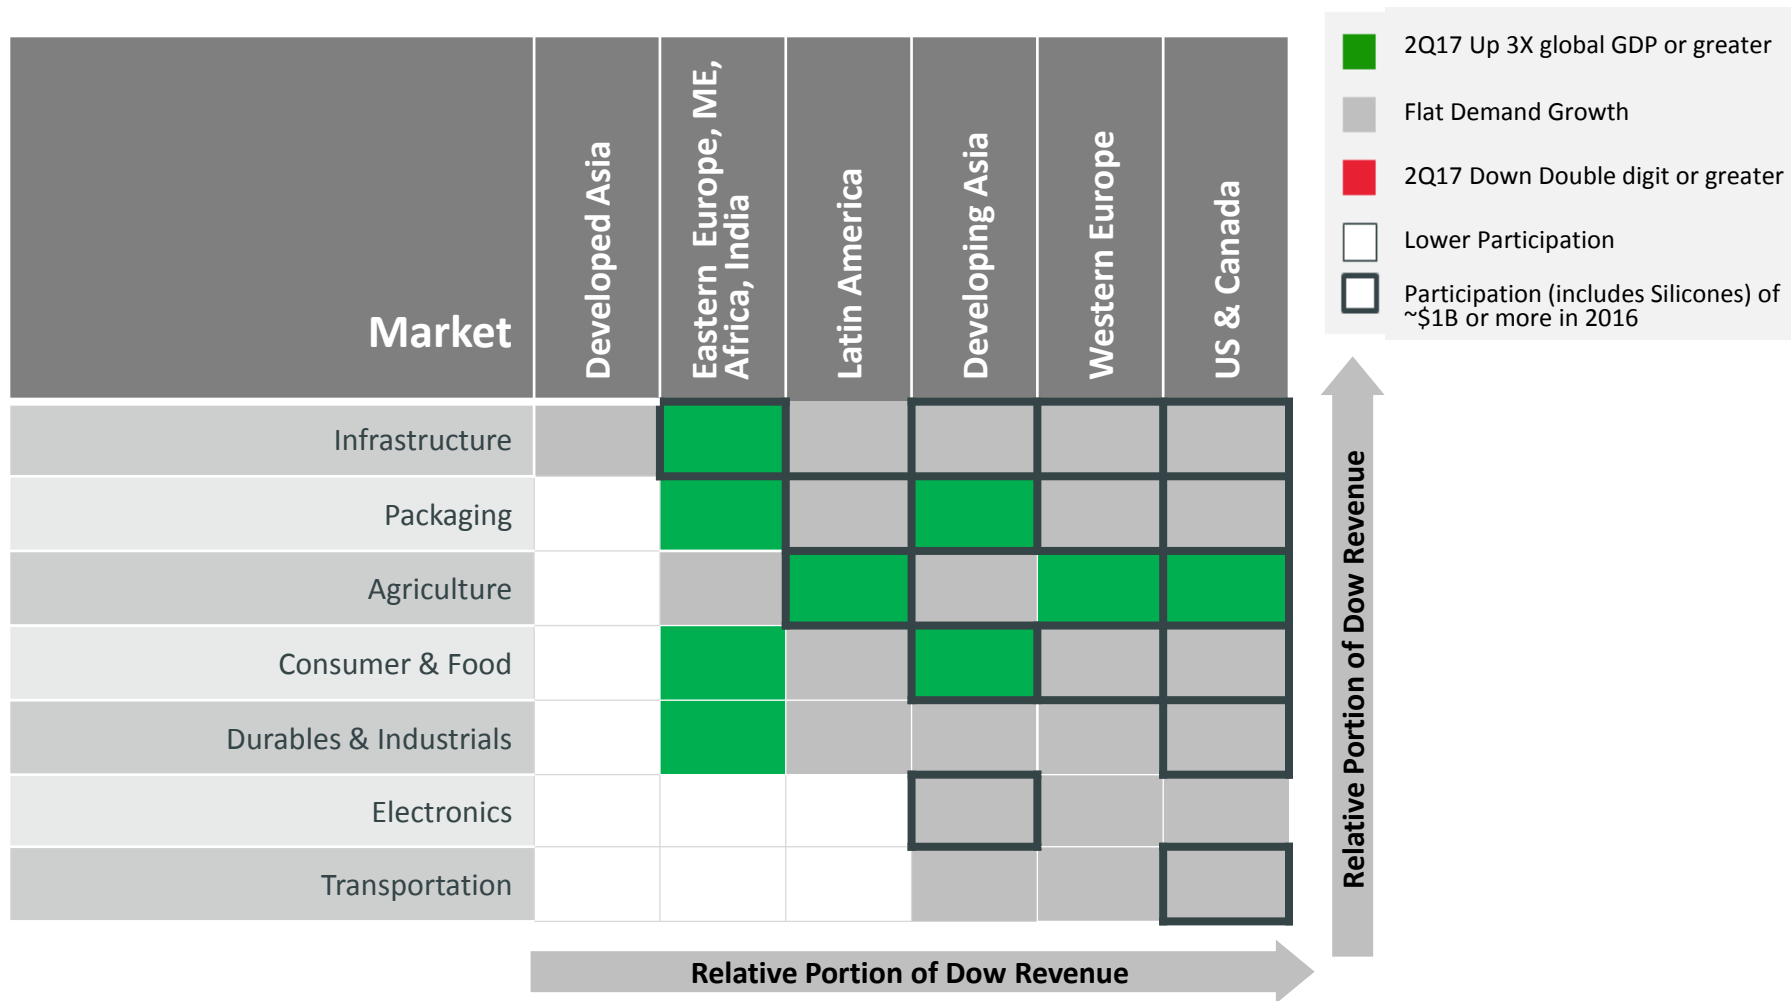 Market
Developed Asia
Eastern Europe, ME,
Africa, India
Latin America
Developing Asia
Western Europe
US & Canada
2Q17 Up 3X global GDP or greater
Flat Demand Growth
2Q17 Down Double digit or greater
Lower Participation
Participation (includes Silicones) of
~$1B or more in 2016
Infrastructure
Packaging
Agriculture
Consumer & Food
Durables & Industrials
Electronics
Transportation
Relative Portion of Dow Revenue
Relative Portion of Dow Revenue